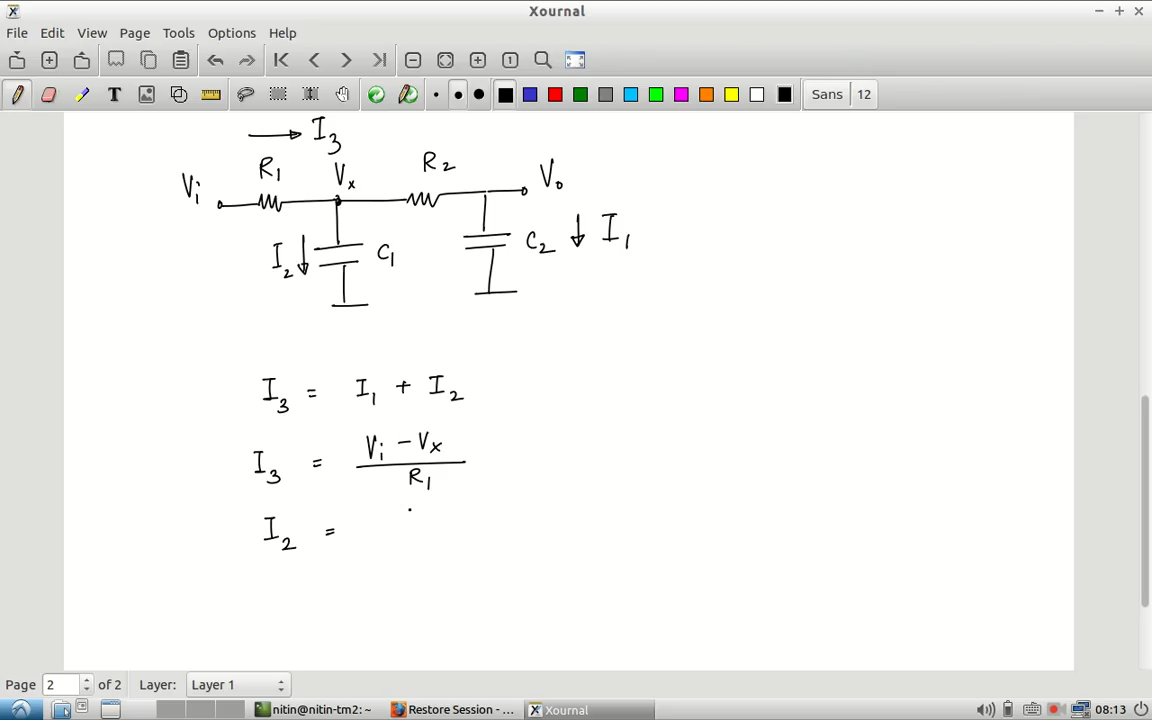 Xournal
File Edit View Page Tools Options Help
Sans 12
I3
R1 Vx R2 Vo
Vi
I2 C1 C2 I1
I3 = I1 + I2
I3 = Vi - Vx
R1
I2 =
Page 2 of 2 Layer: Layer 1
nitin@nitin-tm2: ~ Restore Session - ... Xournal 08:13